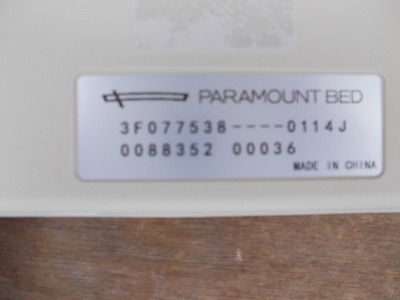 PARAMOUNT BED
3F077538----0114J
0088352 00036
MADE IN CHINA